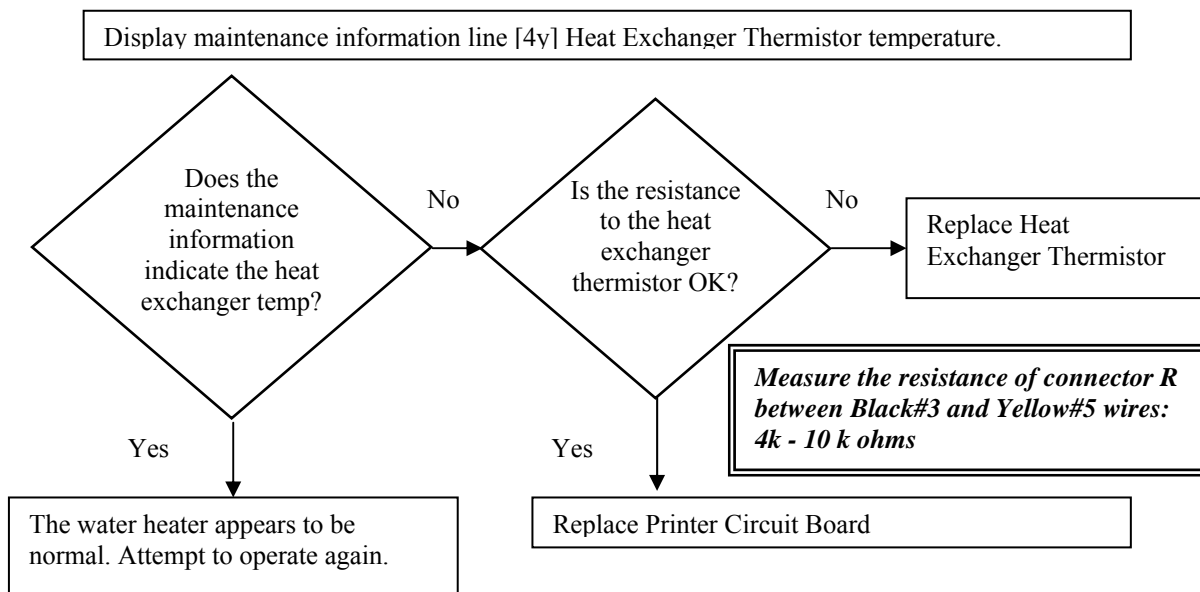 Display maintenance information line [4y] Heat Exchanger Thermistor temperature.
Does the
maintenance
information
indicate the heat
exchanger temp?
No
Is the resistance
to the heat
exchanger
thermistor OK?
No
Replace Heat
Exchanger Thermistor
Measure the resistance of connector R
between Black#3 and Yellow#5 wires:
4k - 10 k ohms
Yes
Yes
The water heater appears to be
normal. Attempt to operate again.
Replace Printer Circuit Board